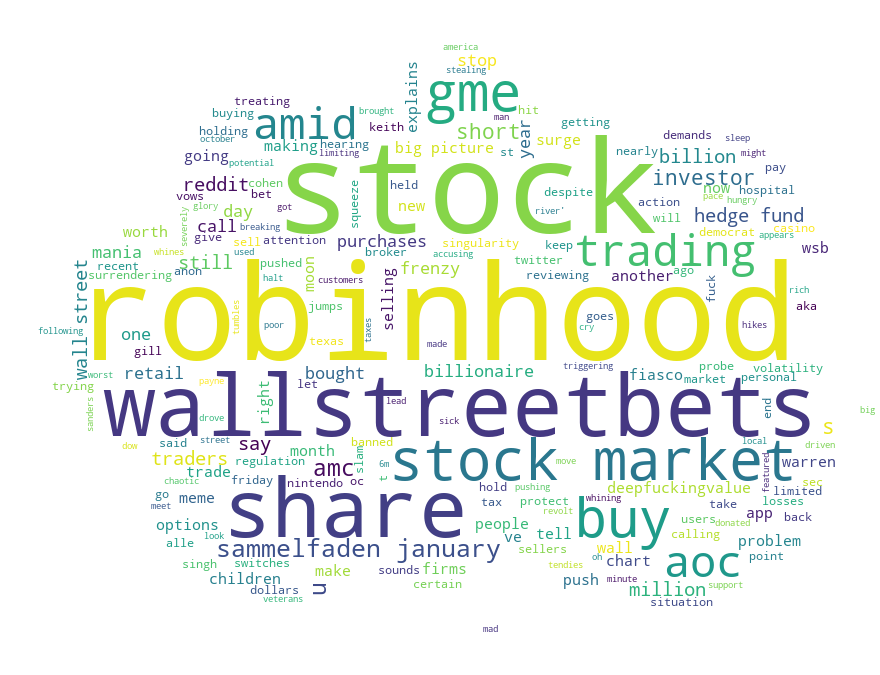 america
stealing
stop
explains
gme
treating
brought
man
hit
buying
amid
keith
short
year
getting
holding
october
making
hearing
big picture
surge
demands
sleep
going
limiting
st
nearly
billion
might
potential
stock
pay
reddit
cohen
squeeze
held
despite
investor
now
hospital
vows
bet
got
new
action
pace
hungry
worth
severely
glory
day
river'
will
hedge fund
call
breaking
give
sell
attention
purchases
singularity
keep
trading
democrat
casino
mania
whines
used
broker
accusing
twitter
wsb
appears
wall street
recent
still
pushed
moon
selling
frenzy
reviewing
another
ago
surrendering
anon
halt
customers
fuck
rich
robinhood
jumps
goes
aka
following
tumbles
poor
taxes
texas
made
cry
hikes
one
gill
triggering
probe
volatility
worst
retail
bought
billionaire
fiasco
market
personal
trying
payne
let
right
lead
wallstreetbets
end
big
sanders
drove
sick
s
dow
said
street
say
month
banned
stock market
local
driven
traders
regulation
amc
slam
move
featured
warren
chaotic
trade
friday
6m
t
pushing
sec
go
meme
nintendo
oc
hold
whining
deepfuckingvalue
limited
losses
meet
share
tax
protect
users
donated
take
app
back
options
people
revolt
buy
calling
look
ve
tell
problem
alle
sammelfaden january
sellers
wall
oh
chart
aoc
point
singh
switches
make
sounds
firms
tendies
children
u
certain
push
minute
million
support
dollars
veterans
situation
mad